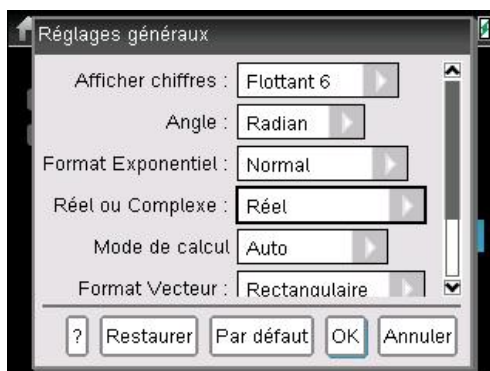 Réglages généraux
Afficher chiffres : Flottant 6
Angle : Radian
Format Exponentiel : Normal
Réel ou Complexe : Réel
Mode de calcul Auto
Format Vecteur : Rectangulaire
? Restaurer Par défaut OK Annuler